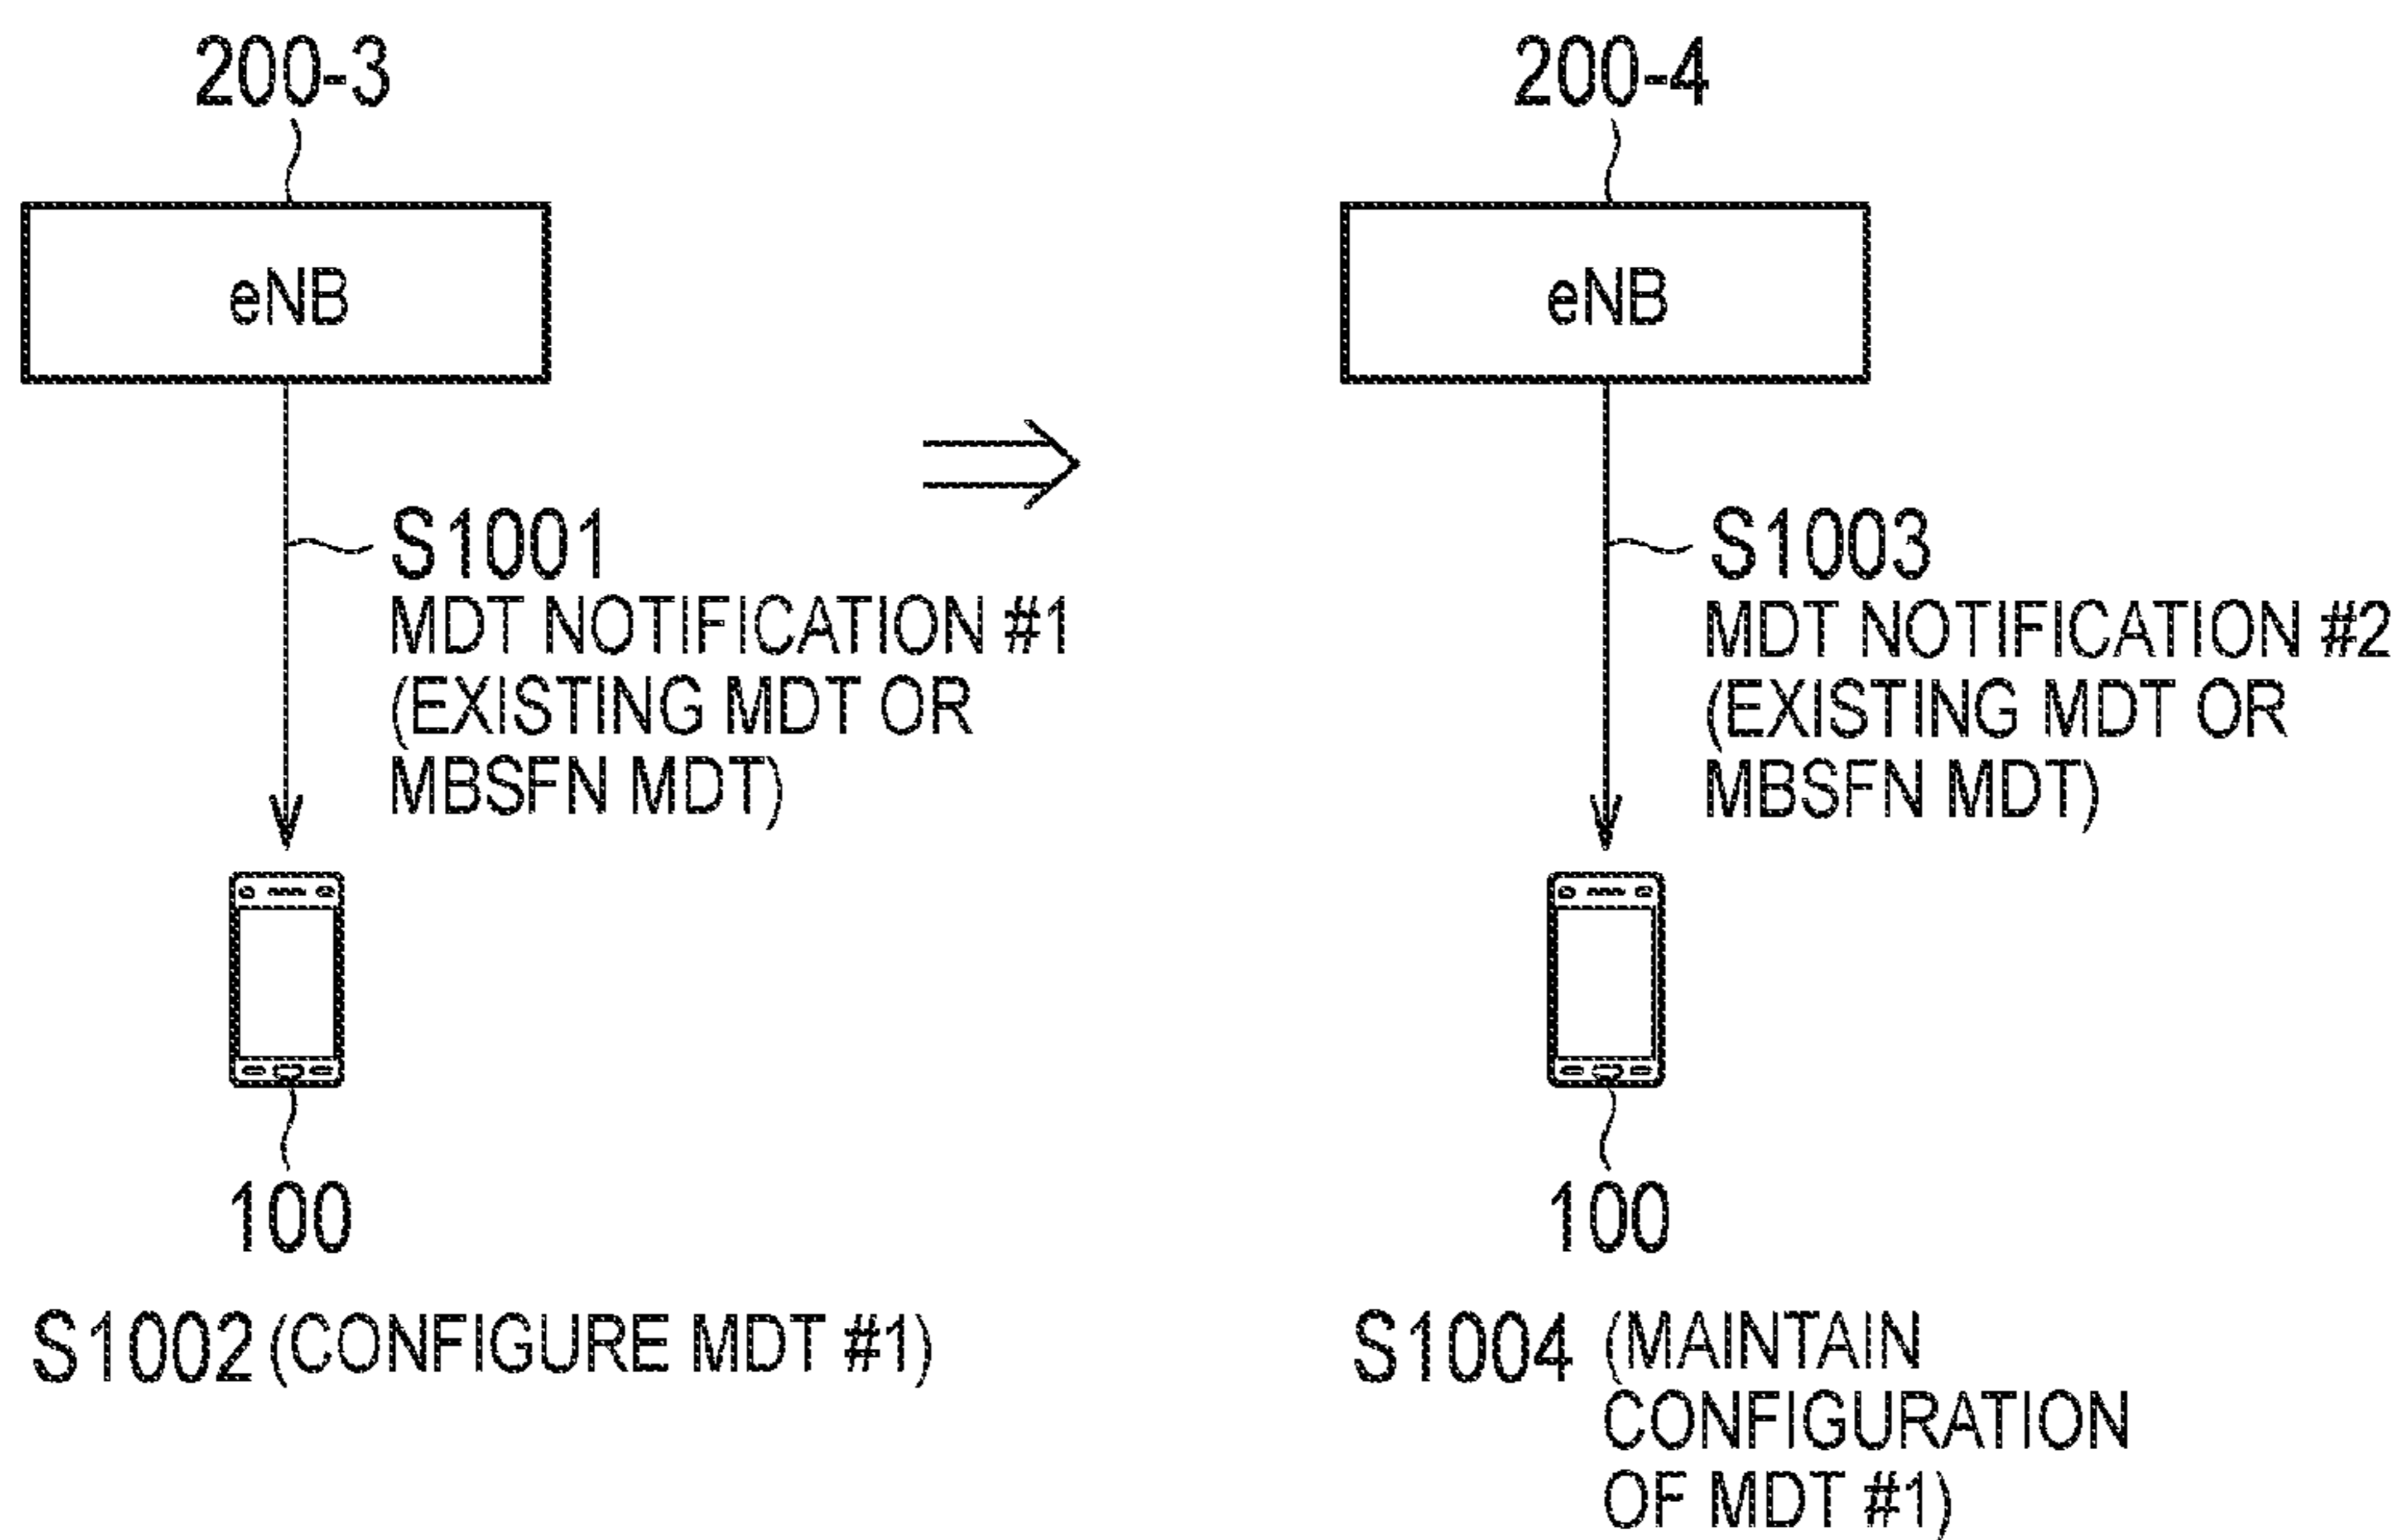 200-3
eNB
S1001
MDT NOTIFICATION #1
(EXISTING MDT OR
MBSFN MDT)
100
S1002 (CONFIGURE MDT #1)
200-4
eNB
S1003
MDT NOTIFICATION #2
(EXISTING MDT OR
MBSFN MDT)
100
S1004 (MAINTAIN
CONFIGURATION
OF MDT #1)